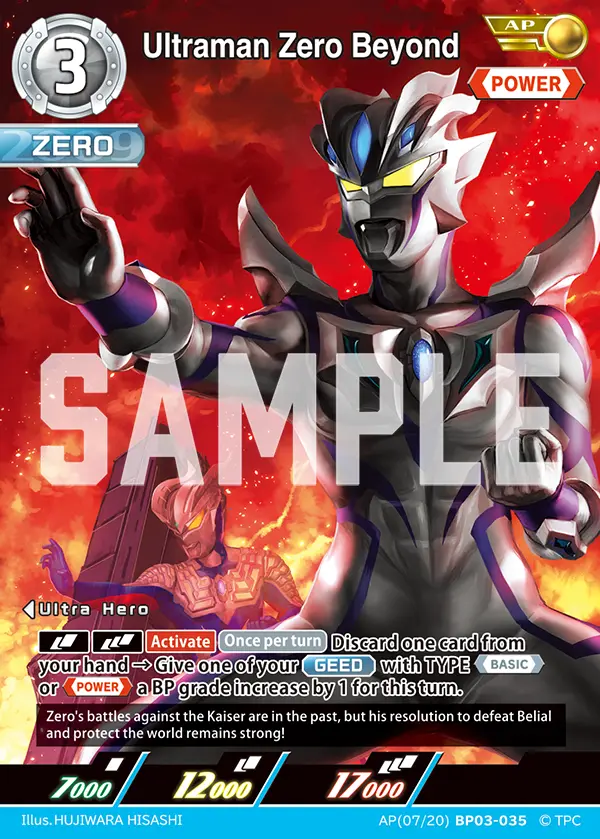 3
Ultraman Zero Beyond
AP
POWER
ZERO
SAMPLE
Ultra Hero
Activate Once per turn Discard one card from
your hand → Give one of your GEED with TYPE BASIC
or POWER a BP grade increase by 1 for this turn.
Zero's battles against the Kaiser are in the past, but his resolution to defeat Belial
and protect the world remains strong!
7000 12000 17000
Illus.HUJIWARA HISASHI AP(07/20) BP03-035 © TPC